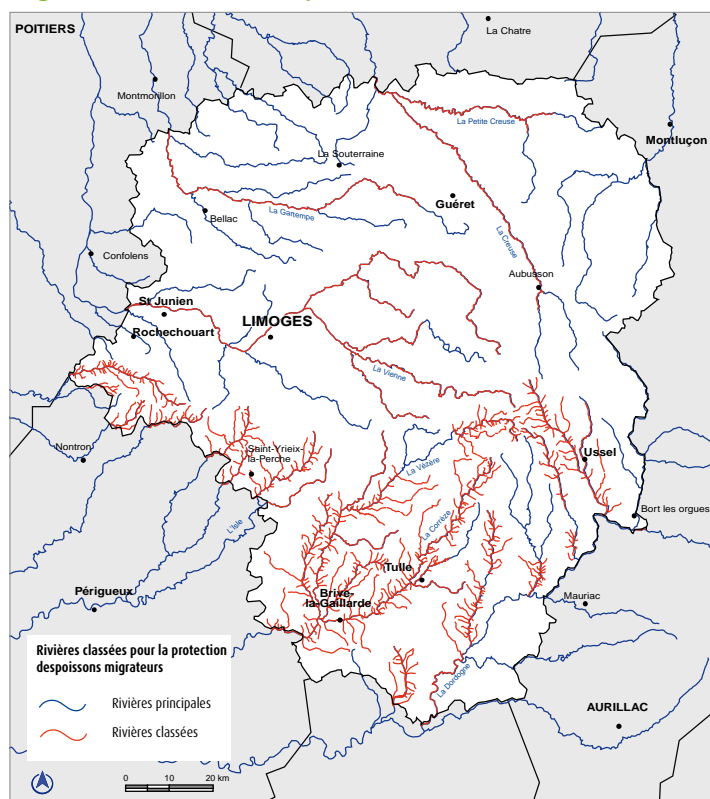 POITIERS
La Chatre
Montmorillon
La Petite Creuse
Montluçon
La Souterraine
Guéret
La Gartempe
Bellac
La Creuse
Confolens
Aubusson
St Junien
LIMOGES
Rochechouart
La Vienne
Saint-Yrieix-
la-Perche
Nontron
La Vézère
Ussel
Bort les orgues
L'Isle
La Corrèze
Tulle
Périgueux
Brive-
la-Gaillarde
Mauriac
La Dordogne
AURILLAC
Rivières classées pour la protection
despoissons migrateurs
Rivières principales
Rivières classées
0 10 20 km